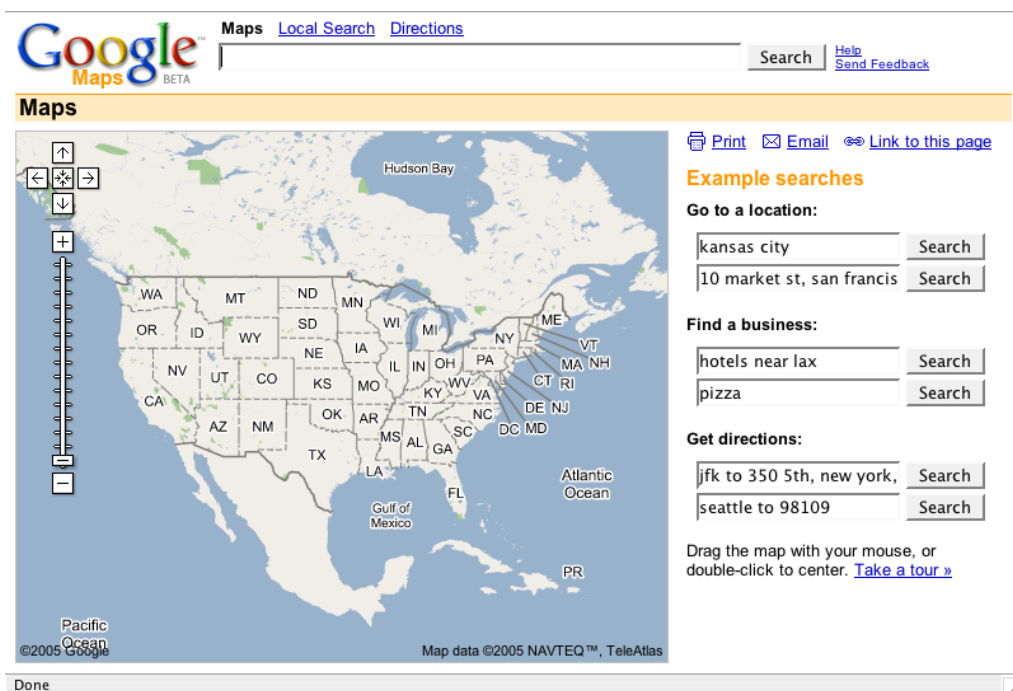 Google™
Maps BETA
Maps Local Search Directions
Search
Help
Send Feedback
Maps
Print Email Link to this page
Example searches
Go to a location:
kansas city Search
10 market st, san francis Search
Find a business:
hotels near lax Search
pizza Search
Get directions:
jfk to 350 5th, new york, Search
seattle to 98109 Search
Drag the map with your mouse, or
double-click to center. Take a tour »
Hudson Bay
WA MT ND MN
OR ID WY SD WI MI NY ME
VT
NV UT CO NE IA IL IN OH PA MA NH
CA KS MO KY WV VA CT RI
AZ NM OK AR TN NC DE NJ
TX MS AL GA SC DC MD
LA FL
Atlantic
Ocean
Gulf of
Mexico
PR
Pacific
Ocean
©2005 Google Map data ©2005 NAVTEQ™, TeleAtlas
Done